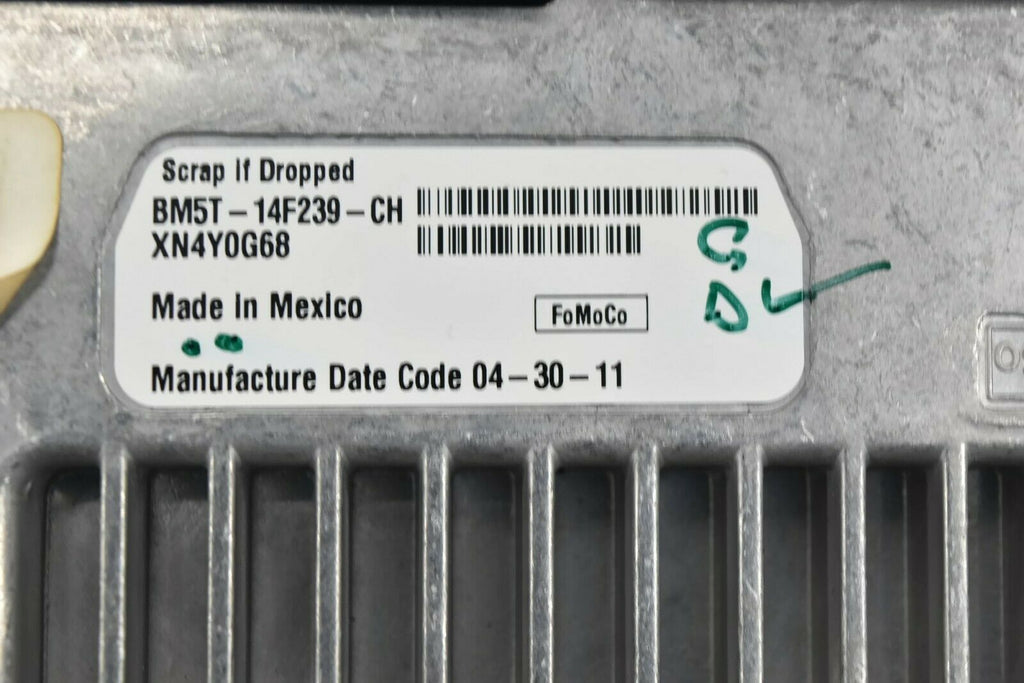 Scrap If Dropped
BM5T-14F239-CH
XN4Y0G68
Made In Mexico
FoMoCo
Manufacture Date Code 04-30-11